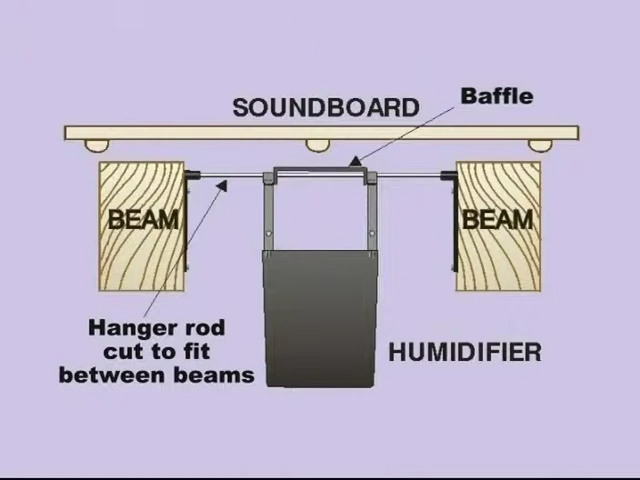 Baffle
SOUNDBOARD
BEAM
BEAM
Hanger rod
cut to fit
between beams
HUMIDIFIER